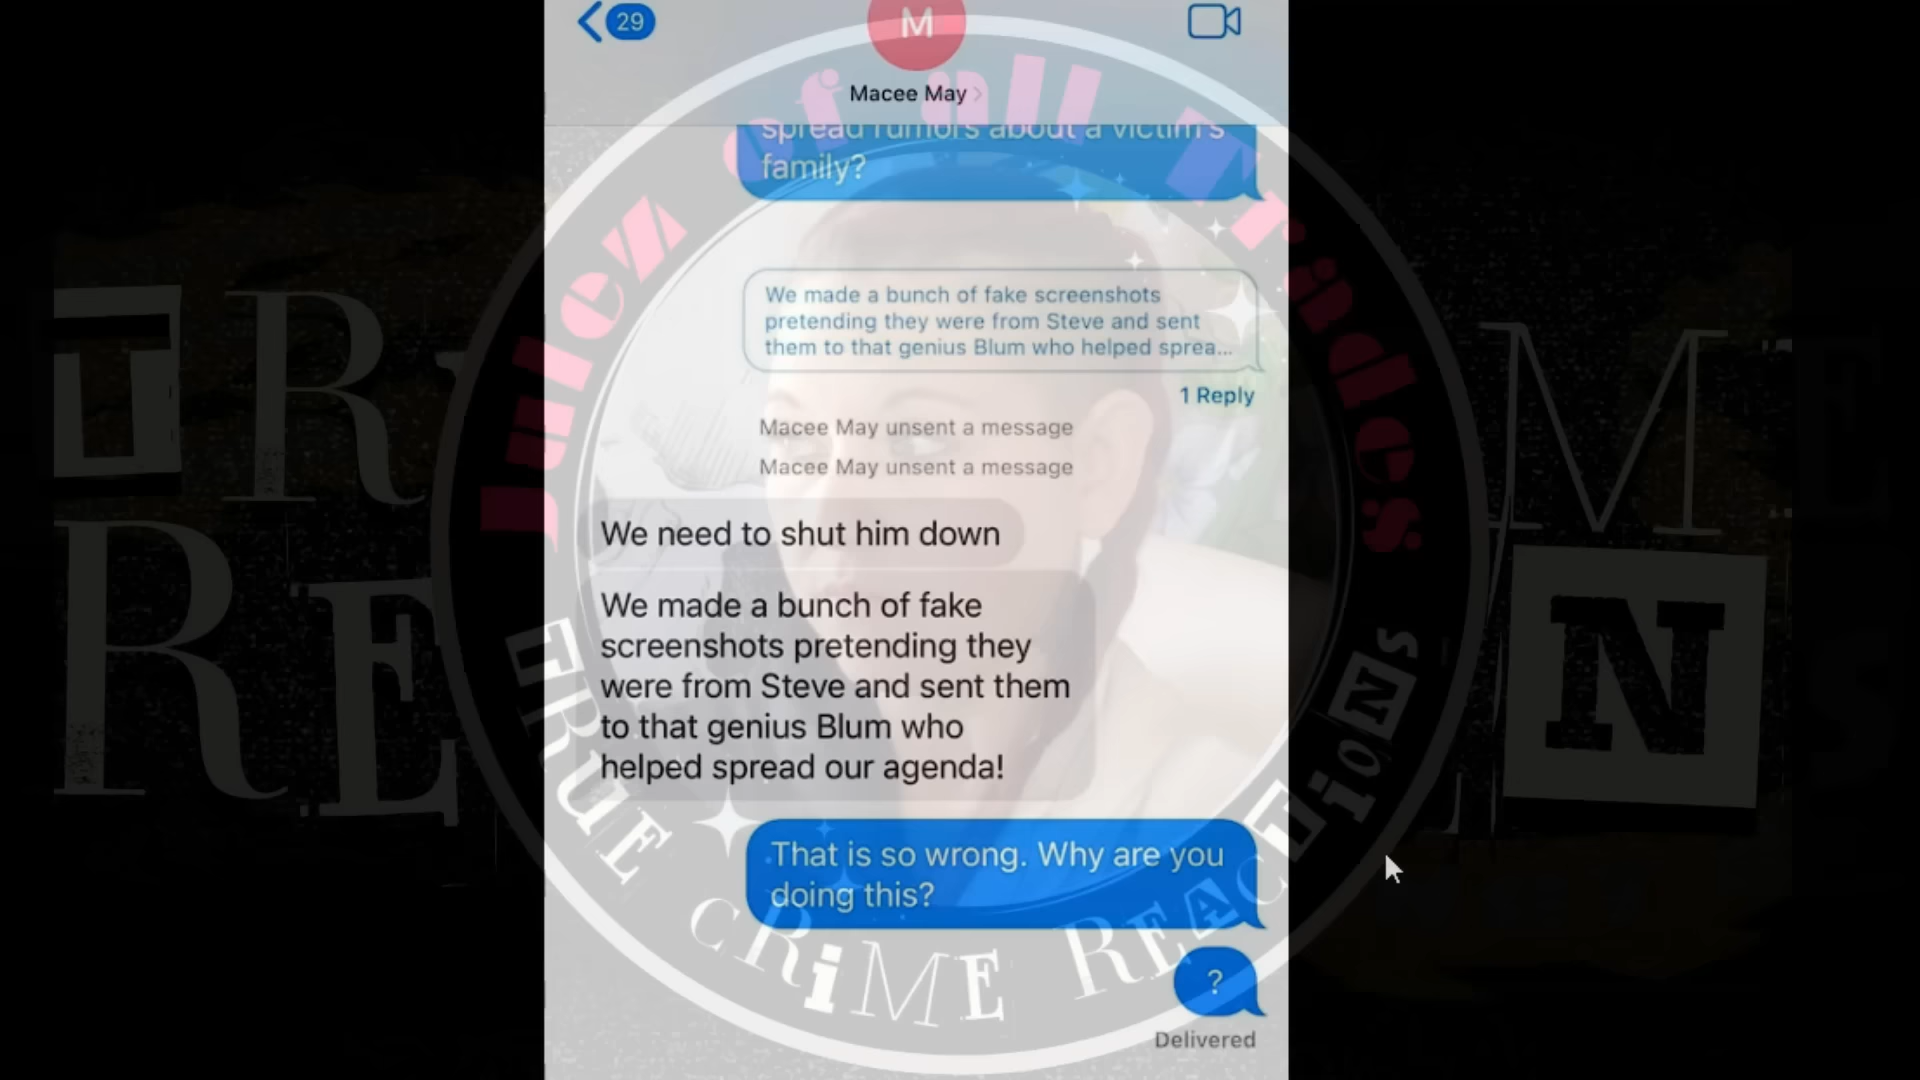 29
M
Macee May
spread rumors about a victim's
family?
We made a bunch of fake screenshots
pretending they were from Steve and sent
them to that genius Blum who helped sprea...
1 Reply
Macee May unsent a message
Macee May unsent a message
We need to shut him down
We made a bunch of fake
screenshots pretending they
were from Steve and sent them
to that genius Blum who
helped spread our agenda!
That is so wrong. Why are you
doing this?
?
Delivered
Julez of all Tridees
TRUE CRiME REACTiONs